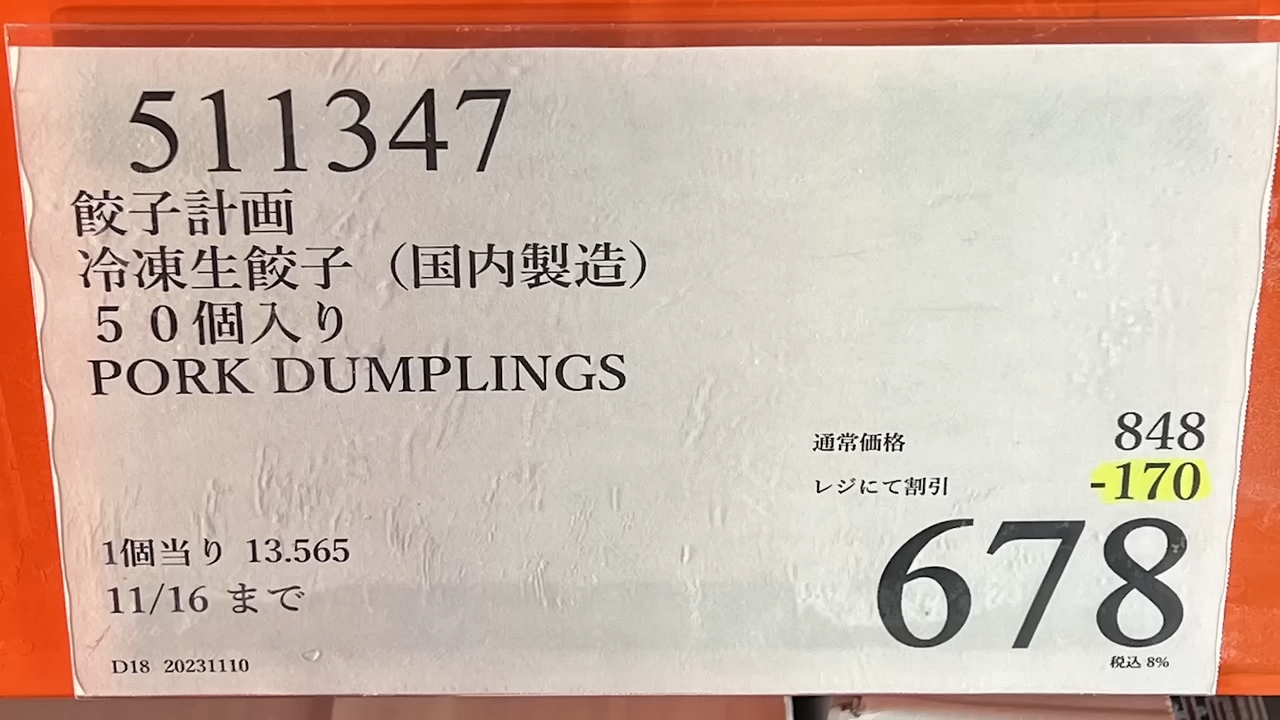 511347
餃子計画
冷凍生餃子（国内製造）
５０個入り
PORK DUMPLINGS
通常価格 848
レジにて割引 -170
678
税込 8%
1個当り 13.565
11/16 まで
D18 20231110